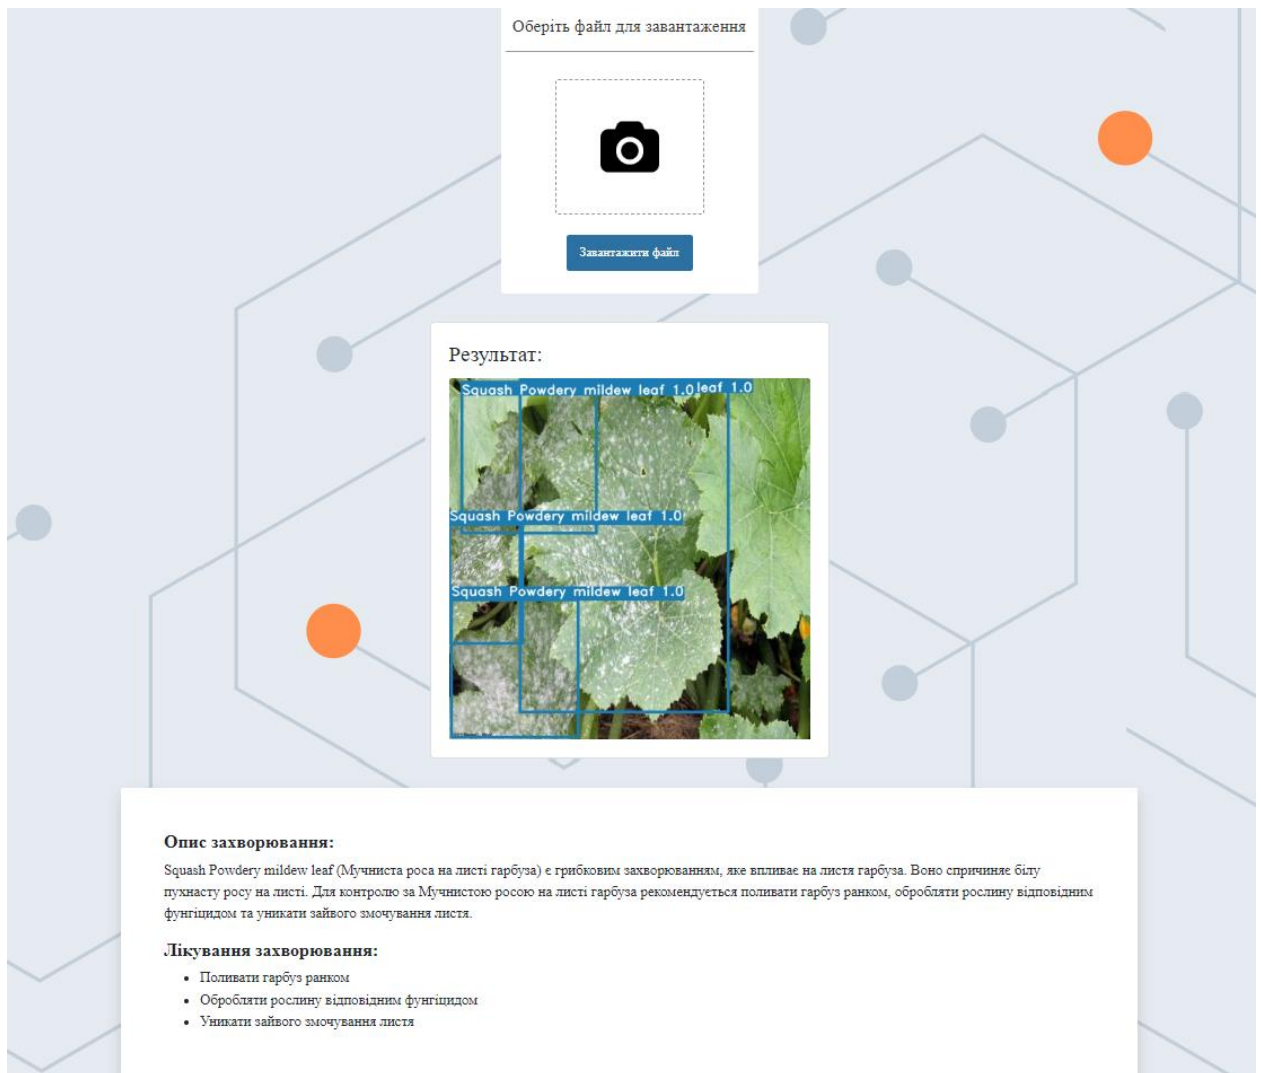 Оберіть файл для завантаження
Завантажити файл
Результат:
Squash Powdery mildew leaf 1.0 leaf 1.0
Squash Powdery mildew leaf 1.0
Squash Powdery mildew leaf 1.0
Опис захворювання:
Squash Powdery mildew leaf (Мучниста роса на листі гарбуза) є грибковим захворюванням, яке впливає на листя гарбуза. Воно спричиняє білу
пухнасту росу на листі. Для контролю за Мучнистою росою на листі гарбуза рекомендується поливати гарбуз ранком, обробляти рослину відповідним
фунгіцидом та уникати зайвого змочування листя.
Лікування захворювання:
• Поливати гарбуз ранком
• Обробляти рослину відповідним фунгіцидом
• Уникати зайвого змочування листя